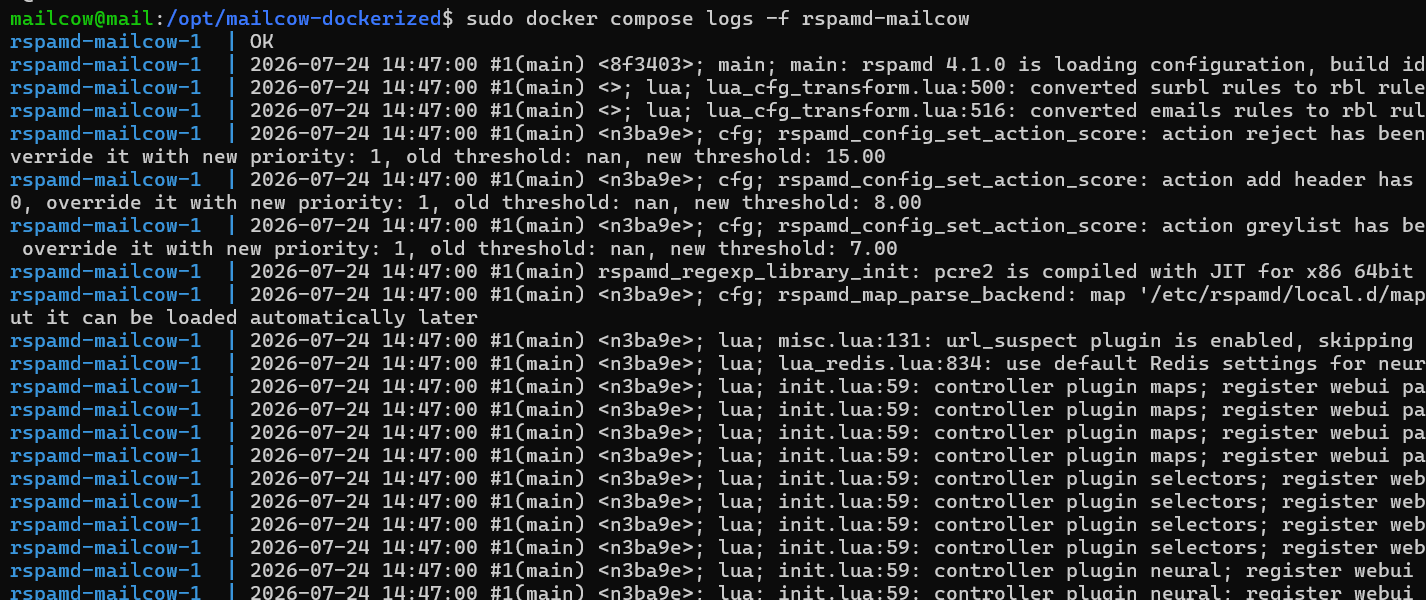 mailcow@mail:/opt/mailcow-dockerized$ sudo docker compose logs -f rspamd-mailcow
rspamd-mailcow-1  | OK
rspamd-mailcow-1  | 2026-07-24 14:47:00 #1(main) <8f3403>; main; main: rspamd 4.1.0 is loading configuration, build id
rspamd-mailcow-1  | 2026-07-24 14:47:00 #1(main) <>; lua; lua_cfg_transform.lua:500: converted surbl rules to rbl rule
rspamd-mailcow-1  | 2026-07-24 14:47:00 #1(main) <>; lua; lua_cfg_transform.lua:516: converted emails rules to rbl rul
rspamd-mailcow-1  | 2026-07-24 14:47:00 #1(main) <n3ba9e>; cfg; rspamd_config_set_action_score: action reject has been
verride it with new priority: 1, old threshold: nan, new threshold: 15.00
rspamd-mailcow-1  | 2026-07-24 14:47:00 #1(main) <n3ba9e>; cfg; rspamd_config_set_action_score: action add header has
0, override it with new priority: 1, old threshold: nan, new threshold: 8.00
rspamd-mailcow-1  | 2026-07-24 14:47:00 #1(main) <n3ba9e>; cfg; rspamd_config_set_action_score: action greylist has be
 override it with new priority: 1, old threshold: nan, new threshold: 7.00
rspamd-mailcow-1  | 2026-07-24 14:47:00 #1(main) rspamd_regexp_library_init: pcre2 is compiled with JIT for x86 64bit
rspamd-mailcow-1  | 2026-07-24 14:47:00 #1(main) <n3ba9e>; cfg; rspamd_map_parse_backend: map '/etc/rspamd/local.d/map
ut it can be loaded automatically later
rspamd-mailcow-1  | 2026-07-24 14:47:00 #1(main) <n3ba9e>; lua; misc.lua:131: url_suspect plugin is enabled, skipping
rspamd-mailcow-1  | 2026-07-24 14:47:00 #1(main) <n3ba9e>; lua; lua_redis.lua:834: use default Redis settings for neur
rspamd-mailcow-1  | 2026-07-24 14:47:00 #1(main) <n3ba9e>; lua; init.lua:59: controller plugin maps; register webui pa
rspamd-mailcow-1  | 2026-07-24 14:47:00 #1(main) <n3ba9e>; lua; init.lua:59: controller plugin maps; register webui pa
rspamd-mailcow-1  | 2026-07-24 14:47:00 #1(main) <n3ba9e>; lua; init.lua:59: controller plugin maps; register webui pa
rspamd-mailcow-1  | 2026-07-24 14:47:00 #1(main) <n3ba9e>; lua; init.lua:59: controller plugin maps; register webui pa
rspamd-mailcow-1  | 2026-07-24 14:47:00 #1(main) <n3ba9e>; lua; init.lua:59: controller plugin selectors; register web
rspamd-mailcow-1  | 2026-07-24 14:47:00 #1(main) <n3ba9e>; lua; init.lua:59: controller plugin selectors; register web
rspamd-mailcow-1  | 2026-07-24 14:47:00 #1(main) <n3ba9e>; lua; init.lua:59: controller plugin selectors; register web
rspamd-mailcow-1  | 2026-07-24 14:47:00 #1(main) <n3ba9e>; lua; init.lua:59: controller plugin selectors; register web
rspamd-mailcow-1  | 2026-07-24 14:47:00 #1(main) <n3ba9e>; lua; init.lua:59: controller plugin neural; register webui
rspamd-mailcow-1  | 2026-07-24 14:47:00 #1(main) <n3ba9e>; lua; init.lua:59: controller plugin neural; register webui